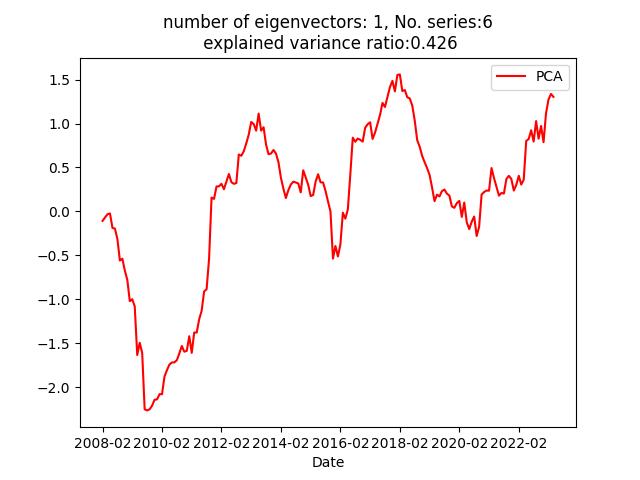 number of eigenvectors: 1, No. series:6
explained variance ratio:0.426
PCA
1.5
1.0
0.5
0.0
−0.5
−1.0
−1.5
−2.0
2008-02 2010-02 2012-02 2014-02 2016-02 2018-02 2020-02 2022-02
Date